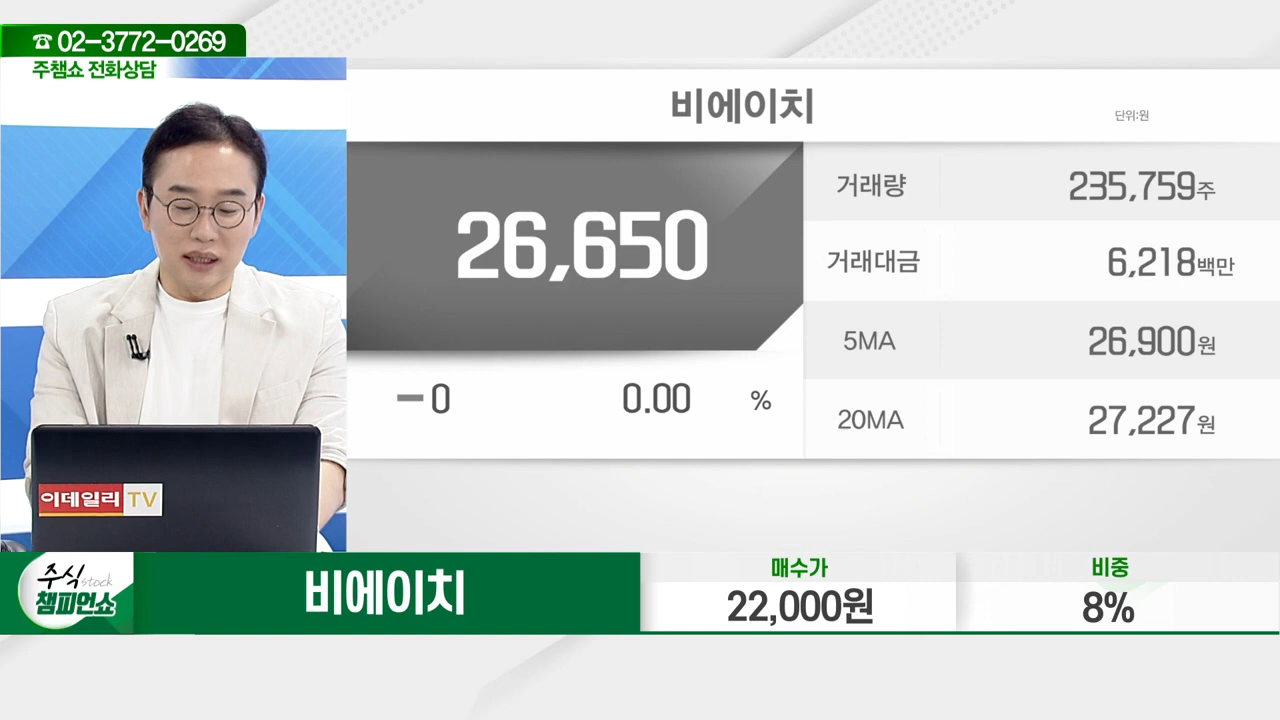 ☎ 02-3772-0269
주챔쇼 전화상담
비에이치
단위:원
26,650
0 0.00 %
거래량 235,759주
거래대금 6,218백만
5MA 26,900원
20MA 27,227원
이데일리 TV
주식 stock
챔피언쇼
비에이치
매수가
22,000원
비중
8%